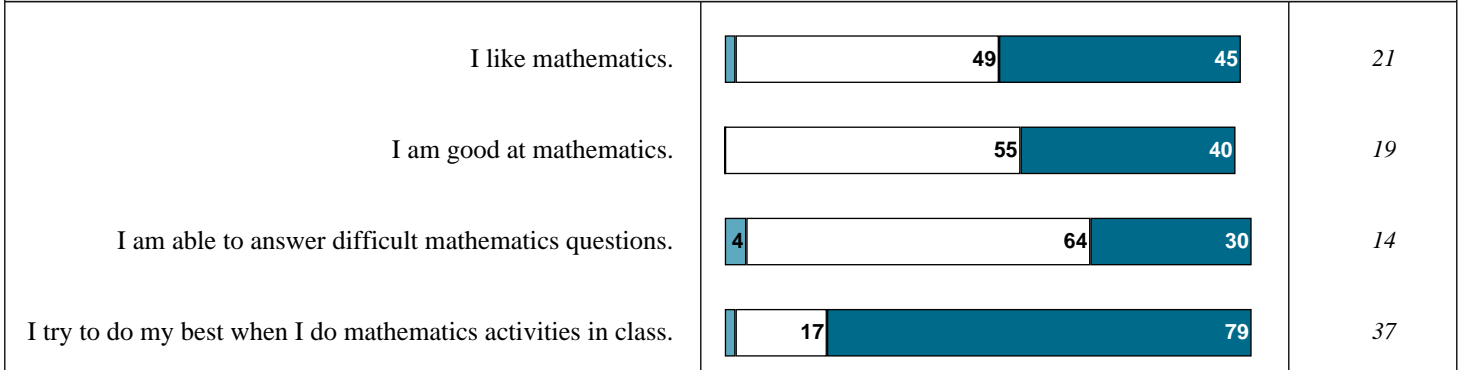 I like mathematics. 49 45 21
I am good at mathematics. 55 40 19
I am able to answer difficult mathematics questions. 4 64 30 14
I try to do my best when I do mathematics activities in class. 17 79 37